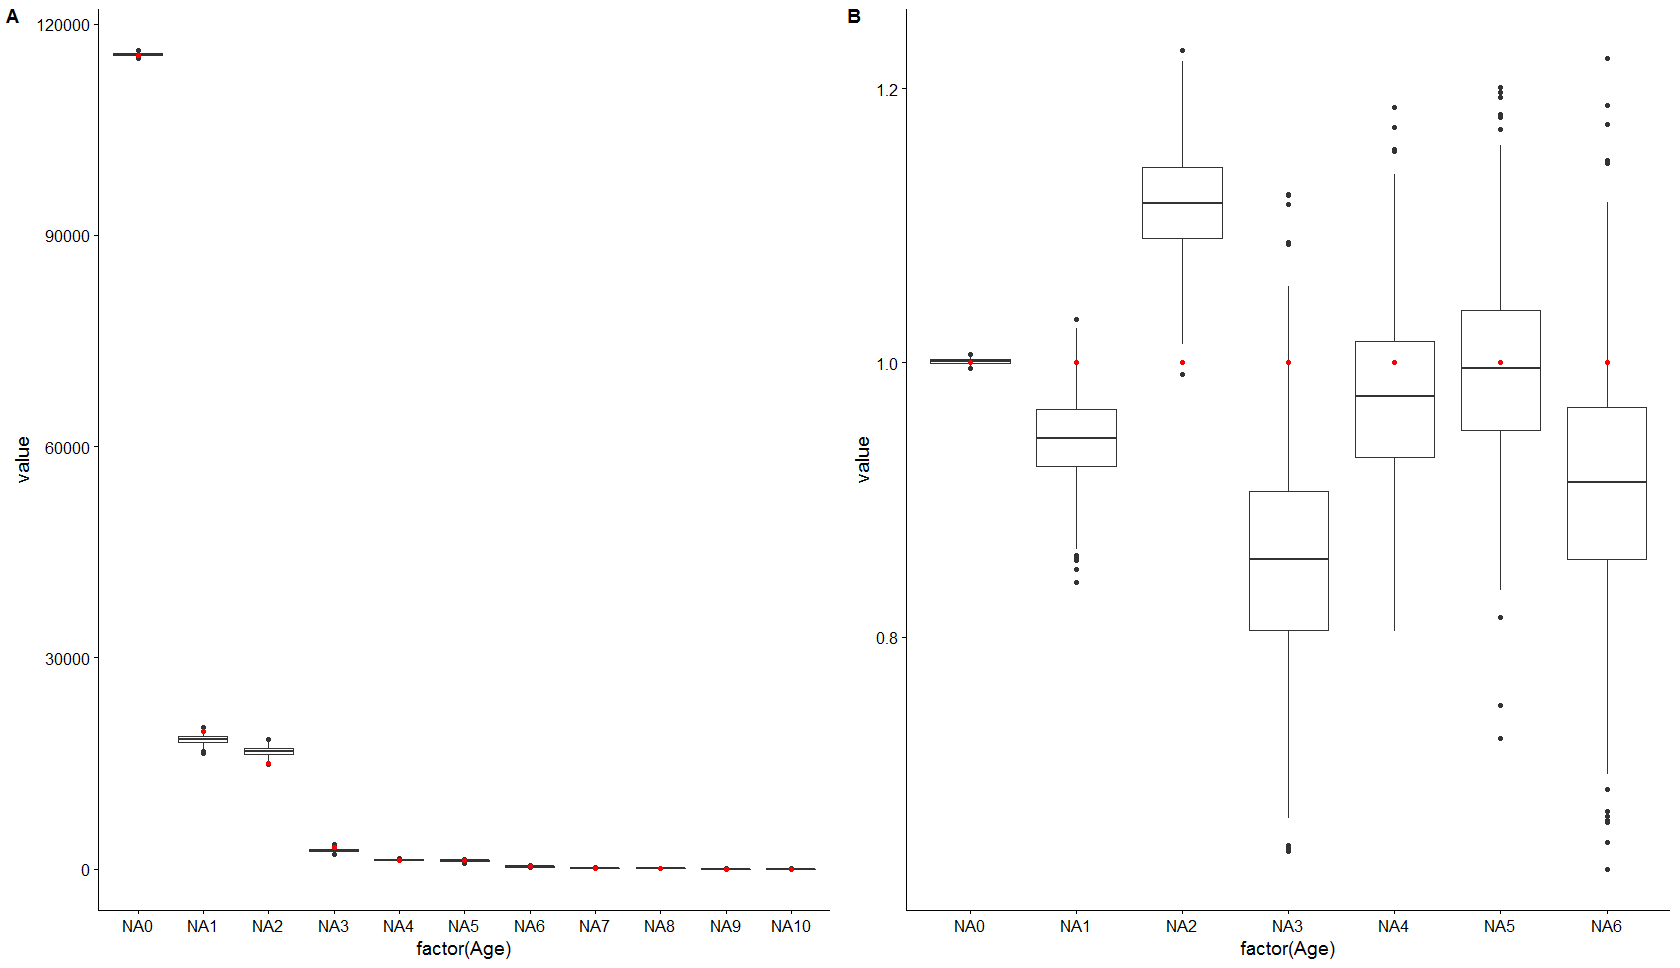 A
120000
90000
60000
30000
0
value
NA0 NA1 NA2 NA3 NA4 NA5 NA6 NA7 NA8 NA9 NA10
factor(Age)
B
1.2
1.0
0.8
value
NA0 NA1 NA2 NA3 NA4 NA5 NA6
factor(Age)